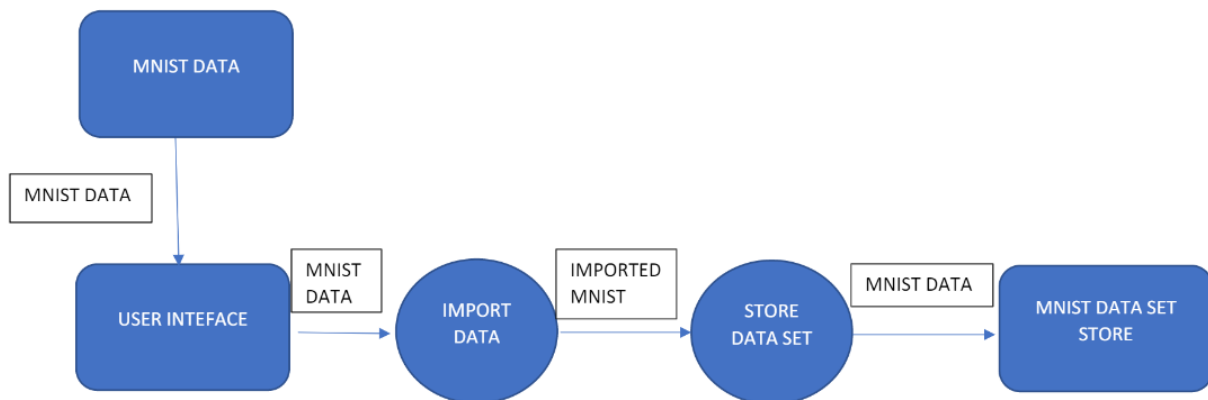 MNIST DATA
MNIST DATA
USER INTEFACE
MNIST
DATA
IMPORT
DATA
IMPORTED
MNIST
STORE
DATA SET
MNIST DATA
MNIST DATA SET
STORE